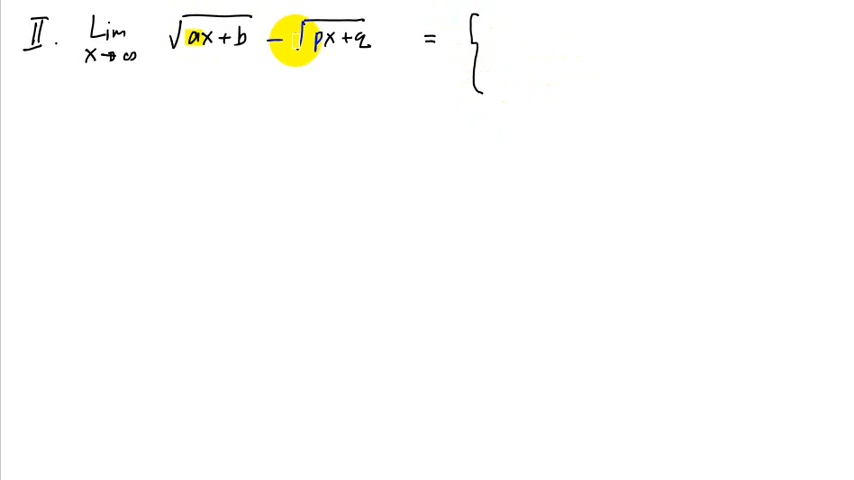 II. Lim x→∞ √ax+b - √px+q = {